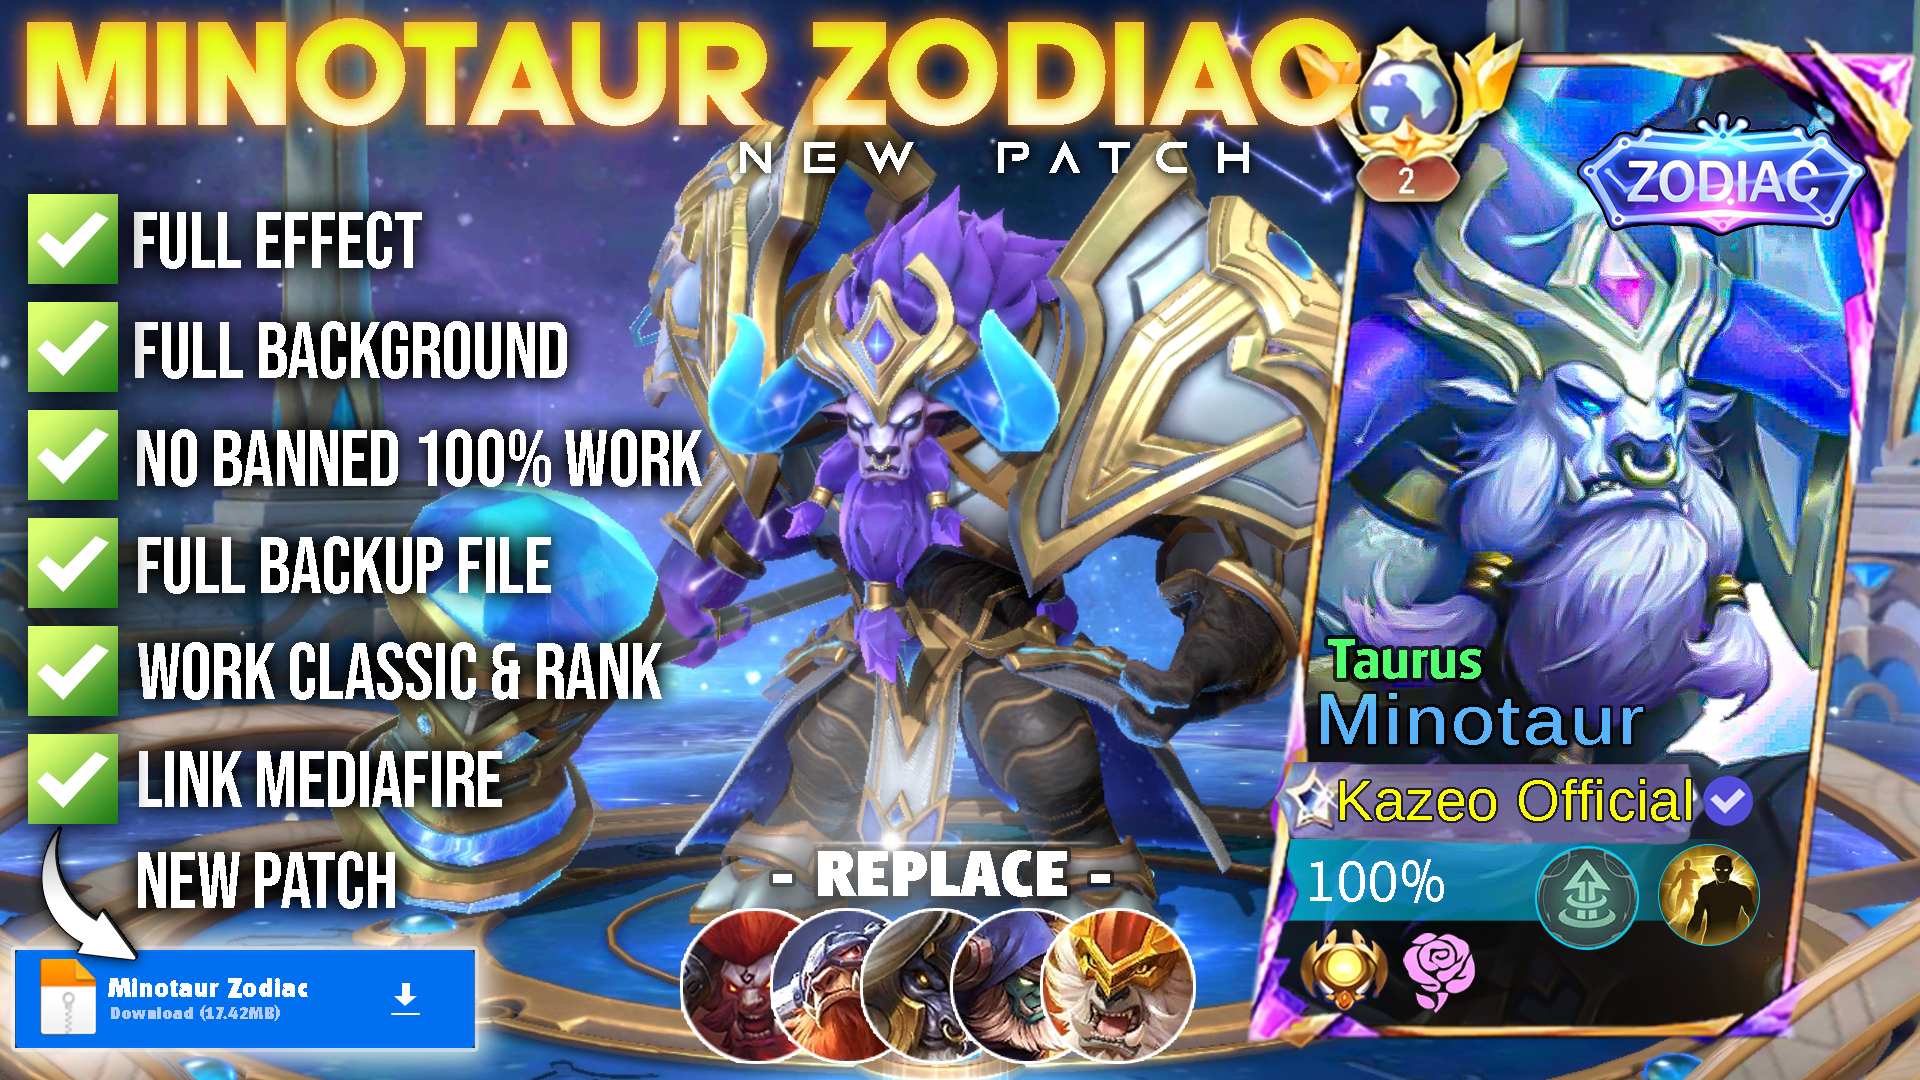 MINOTAUR ZODIAC
NEW PATCH
2
ZODIAC
FULL EFFECT
FULL BACKGROUND
NO BANNED 100% WORK
FULL BACKUP FILE
WORK CLASSIC & RANK
LINK MEDIAFIRE
NEW PATCH
Minotaur Zodiac
Download (17.42MB)
- REPLACE -
Taurus
Minotaur
Kazeo Official
100%